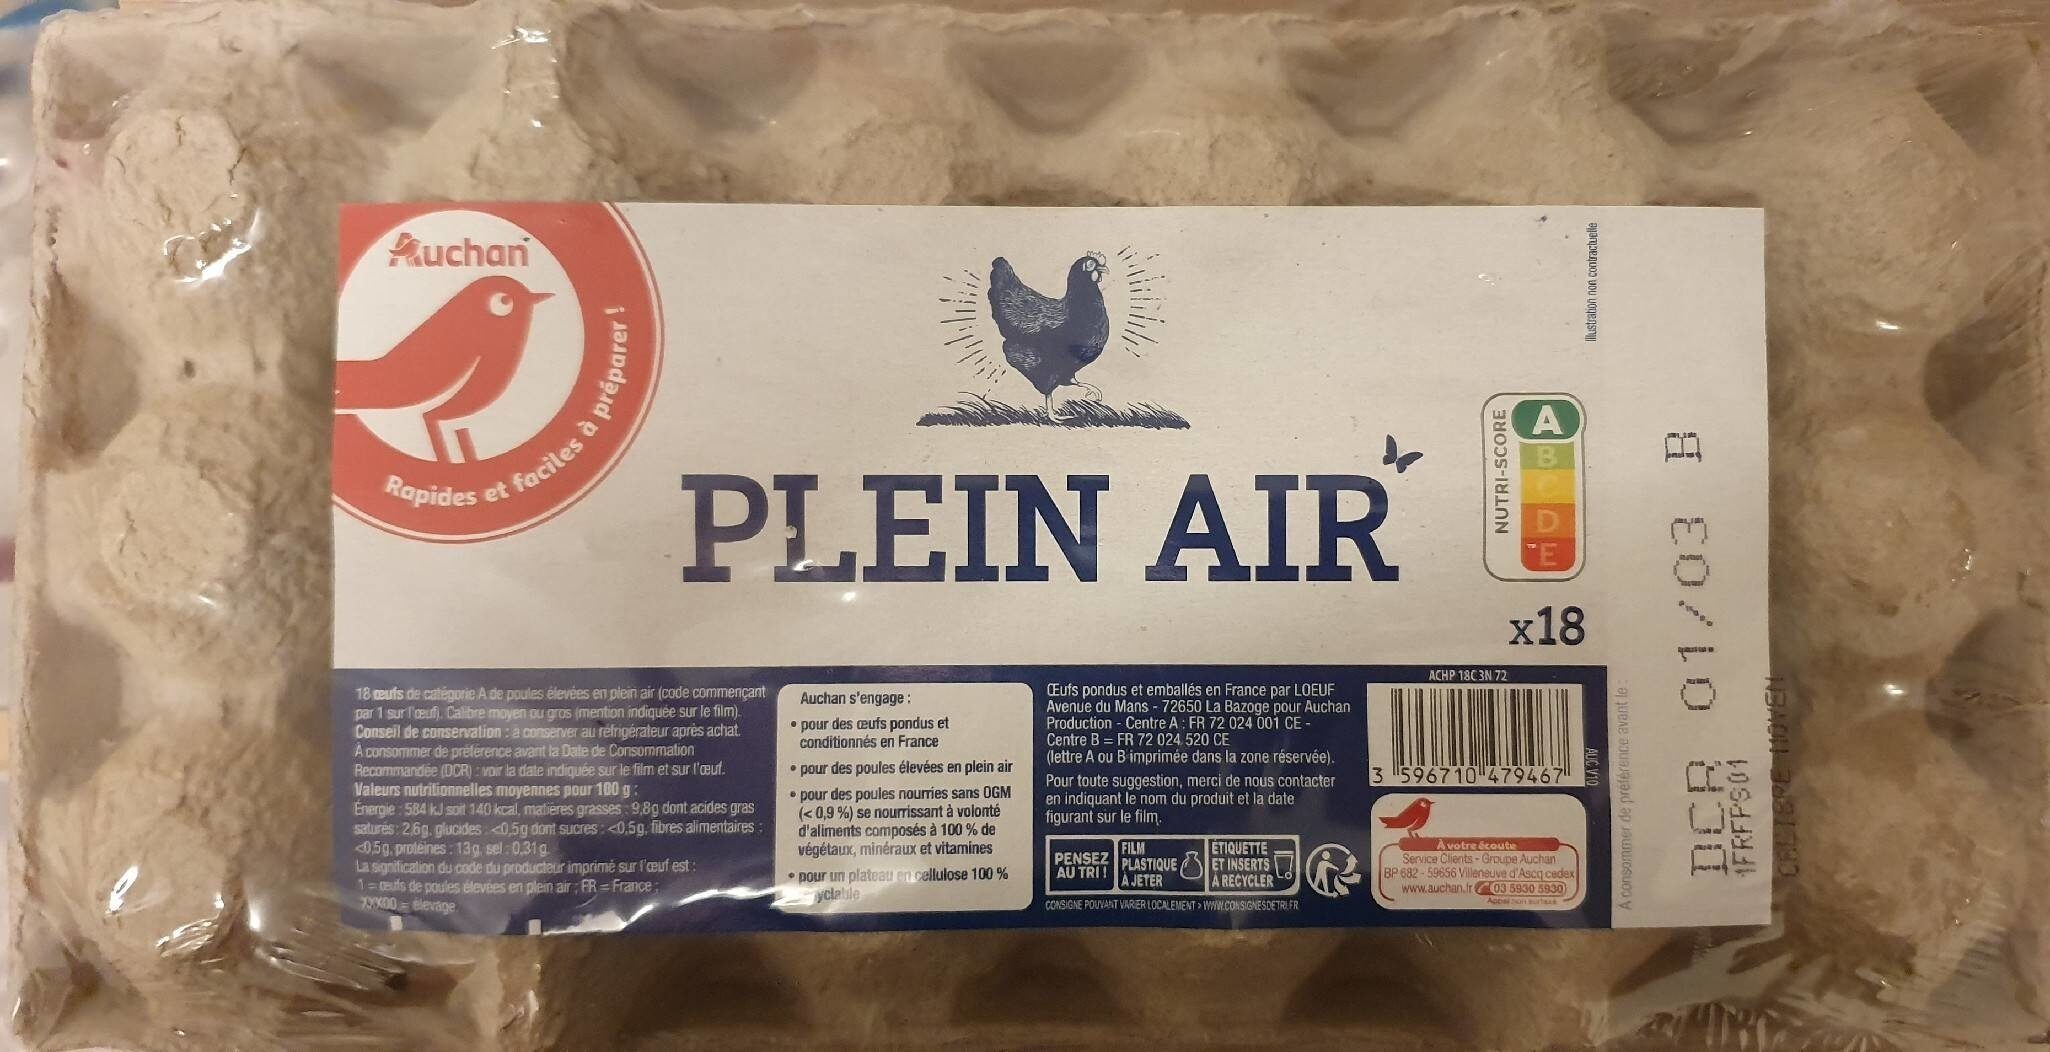 Auchan
Rapides et faciles à préparer !
PLEIN AIR
Illustration non contractuelle
NUTRI-SCORE
A
B
C
D
E
x18
18 œufs de catégorie A de poules élevées en plein air (code commençant
par 1 sur l'œuf). Calibre moyen ou gros (mention indiquée sur le film).
Conseil de conservation : à conserver au réfrigérateur après achat.
À consommer de préférence avant la Date de Consommation
Recommandée (DCR) : voir la date indiquée sur le film et sur l'œuf.
Valeurs nutritionnelles moyennes pour 100 g :
Énergie : 584 kJ soit 140 kcal, matières grasses : 9,8g dont acides gras
saturés : 2,6g, glucides : <0,5g dont sucres : <0,5g, fibres alimentaires :
<0,5g, protéines : 13g, sel : 0,31g.
La signification du code du producteur imprimé sur l'œuf est :
1 = œufs de poules élevées en plein air ; FR = France ;
= élevage.
Auchan s'engage :
• pour des œufs pondus et
conditionnés en France
• pour des poules élevées en plein air
• pour des poules nourries sans OGM
(< 0,9 %) se nourrissant à volonté
d'aliments composés à 100 % de
végétaux, minéraux et vitamines
• pour un plateau en cellulose 100 %
yclable
Œufs pondus et emballés en France par LOEUF
Avenue du Mans - 72650 La Bazoge pour Auchan
Production - Centre A : FR 72 024 001 CE -
Centre B = FR 72 024 520 CE
(lettre A ou B imprimée dans la zone réservée).
Pour toute suggestion, merci de nous contacter
en indiquant le nom du produit et la date
figurant sur le film.
PENSEZ
AU TRI !
FILM
PLASTIQUE
À JETER
ÉTIQUETTE
ET INSERTS
À RECYCLER
CONSIGNE POUVANT VARIER LOCALEMENT > WWW.CONSIGNESDETRI.FR
ACHP 18C3N 72
3 596710 479467
AUC.V10
À votre écoute
Service Clients - Groupe Auchan
BP 682 - 59656 Villeneuve d'Ascq cedex
www.auchan.fr 03 5930 5930
Appel non surtaxé
A consommer de préférence avant le :
DCR 01/03 B
1FRFPS01
CALIBRE MOYEN